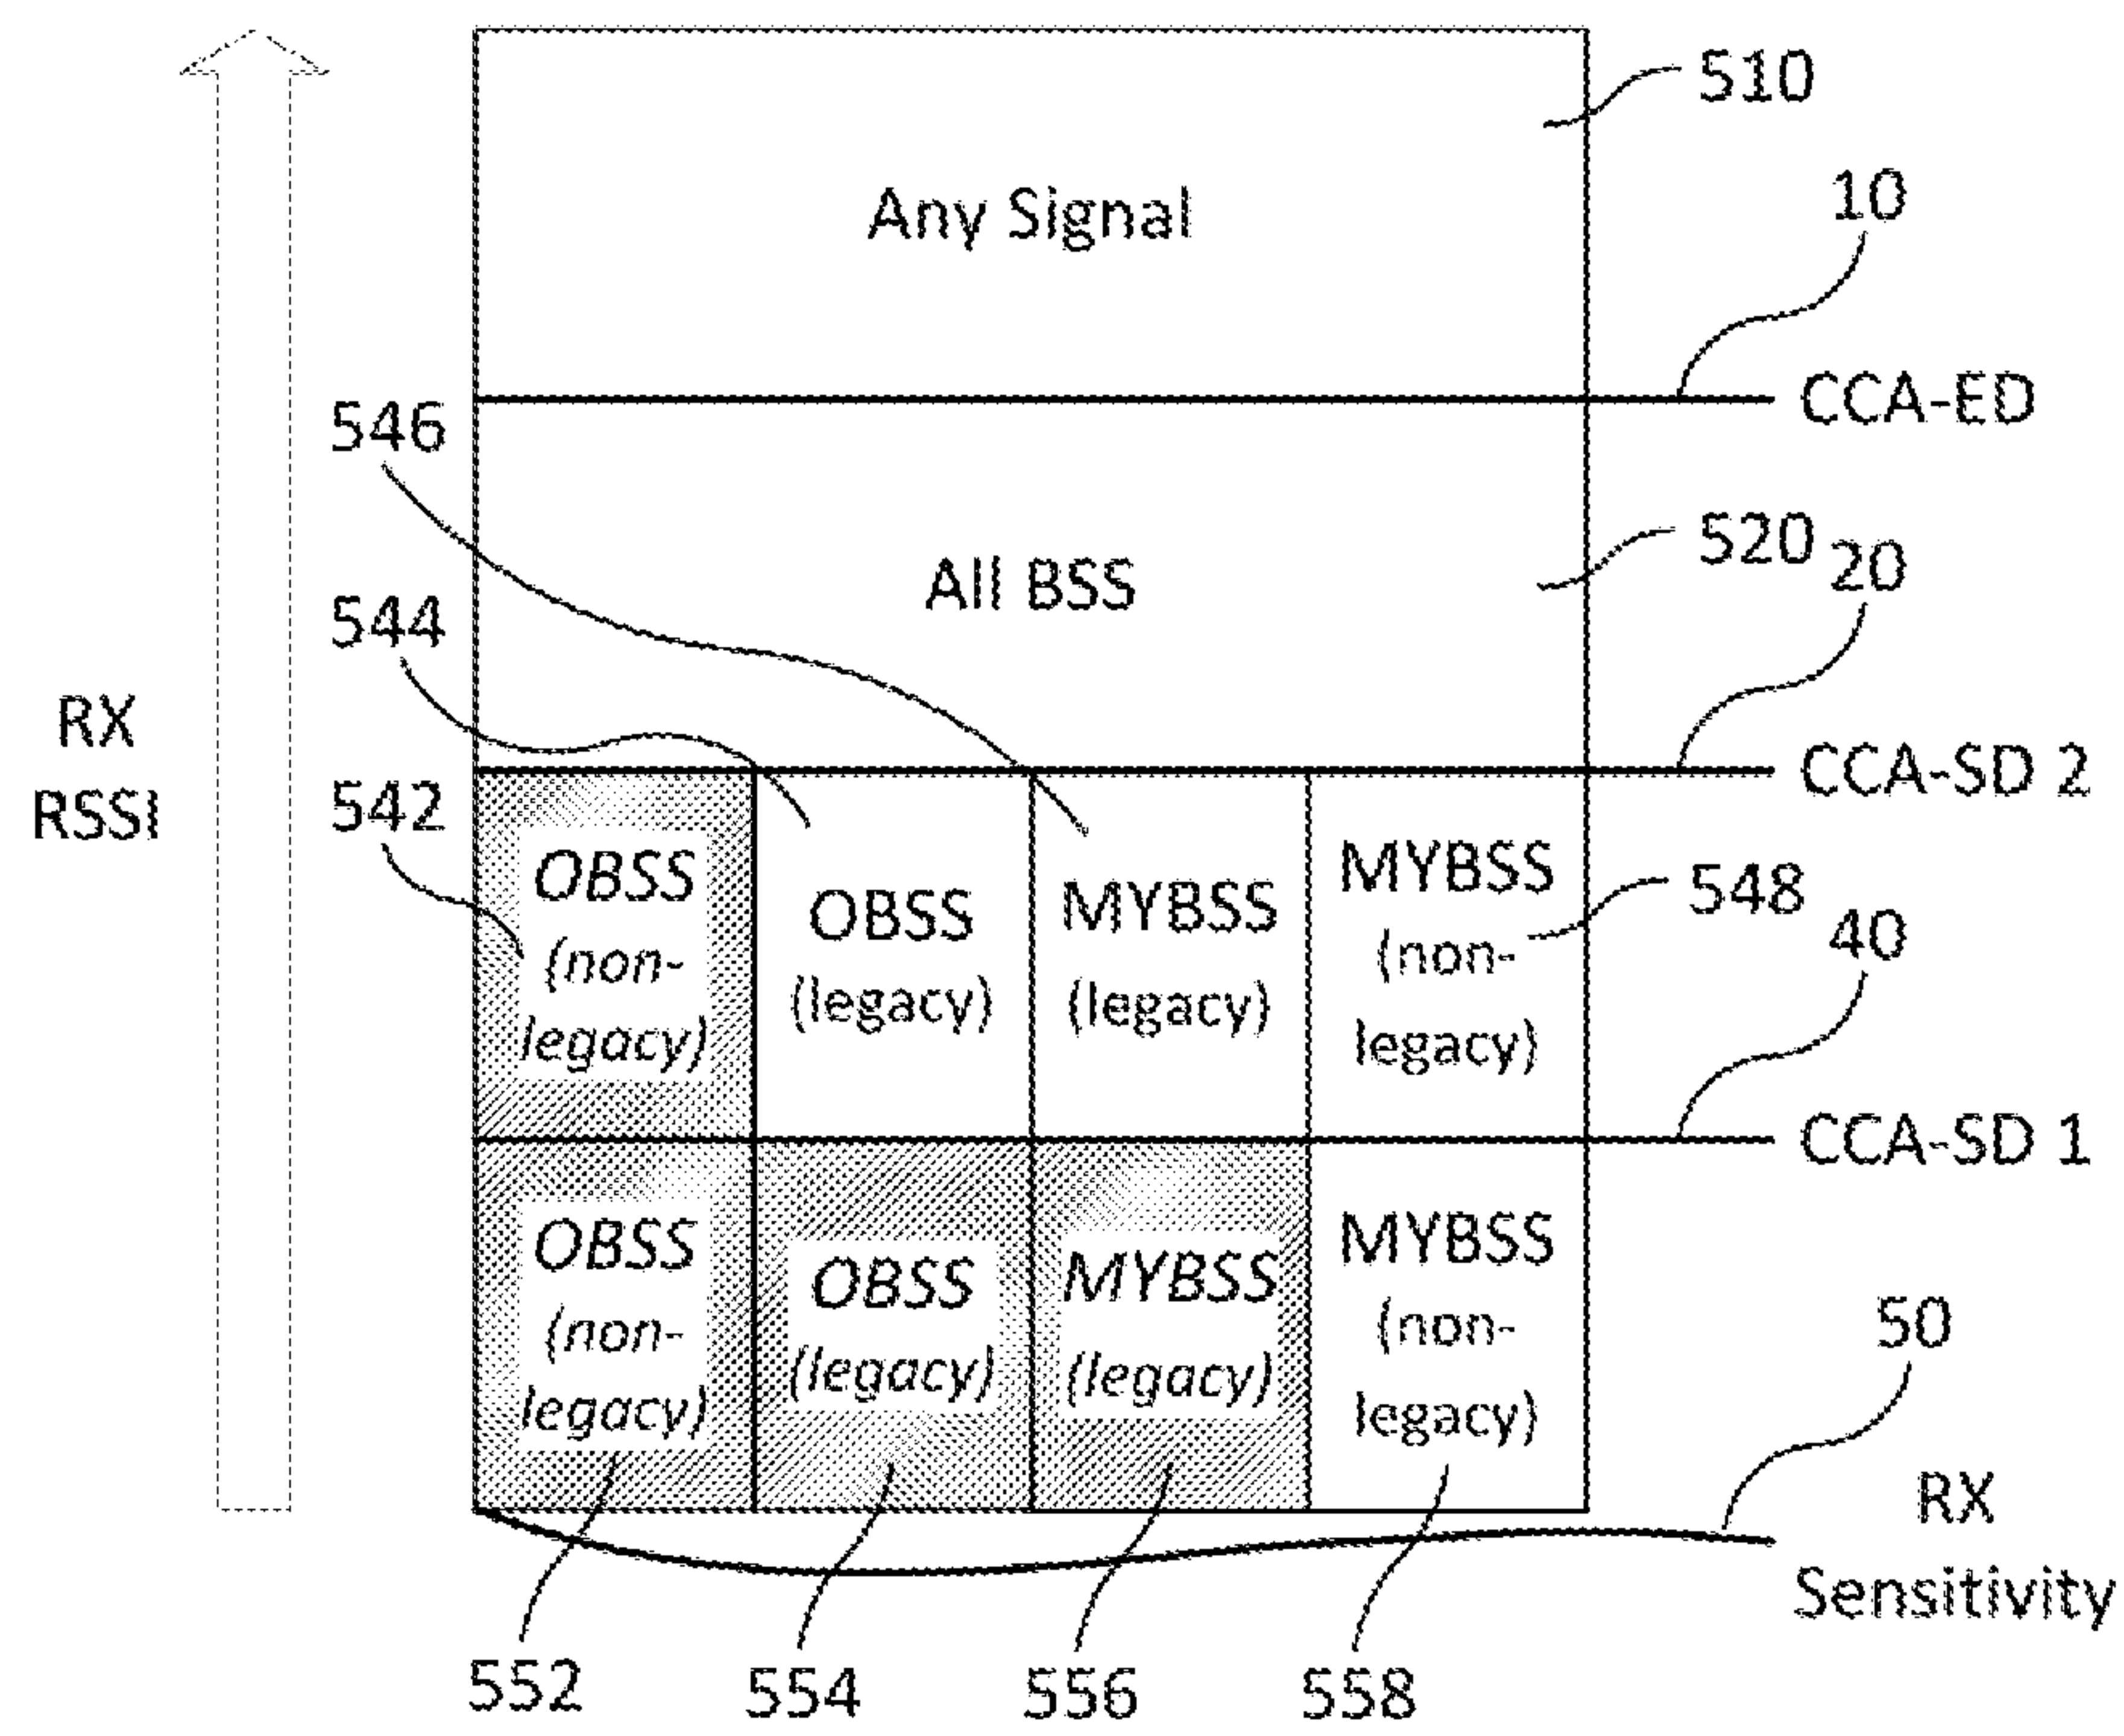 510
Any Signal
10
CCA-ED
546
All BSS
520
20
544
RX
RSSI
CCA-SD 2
542
OBSS
(non-
legacy)
OBSS
(legacy)
MYBSS
(legacy)
MYBSS
(non-
legacy)
548
40
CCA-SD 1
OBSS
(non-
legacy)
OBSS
(legacy)
MYBSS
(legacy)
MYBSS
(non-
legacy)
50
RX
Sensitivity
552
554
556
558